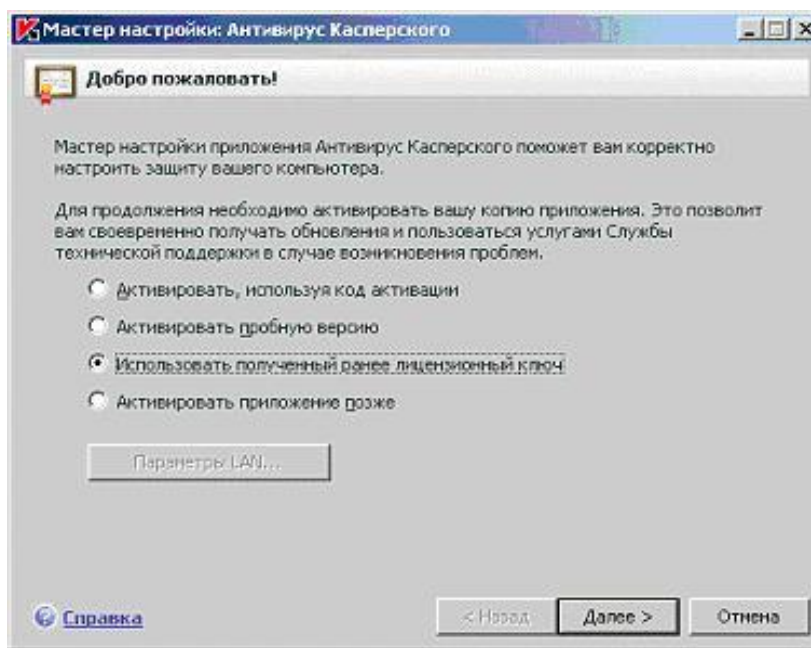 Мастер настройки: Антивирус Касперского
Добро пожаловать!
Мастер настройки приложения Антивирус Касперского поможет вам корректно
настроить защиту вашего компьютера.
Для продолжения необходимо активировать вашу копию приложения. Это позволит
вам своевременно получать обновления и пользоваться услугами Службы
технической поддержки в случае возникновения проблем.
Активировать, используя код активации
Активировать пробную версию
Использовать полученный ранее лицензионный ключ
Активировать приложение позже
Параметры LAN...
Справка
< Назад
Далее >
Отмена